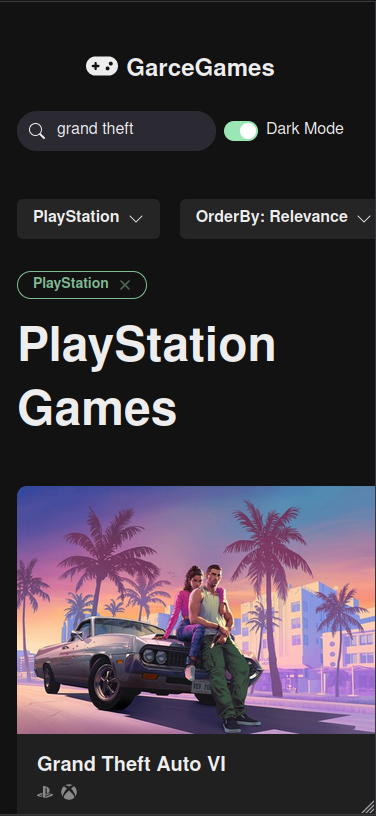 GarceGames
grand theft
Dark Mode
PlayStation
OrderBy: Relevance
PlayStation
PlayStation
Games
Grand Theft Auto VI